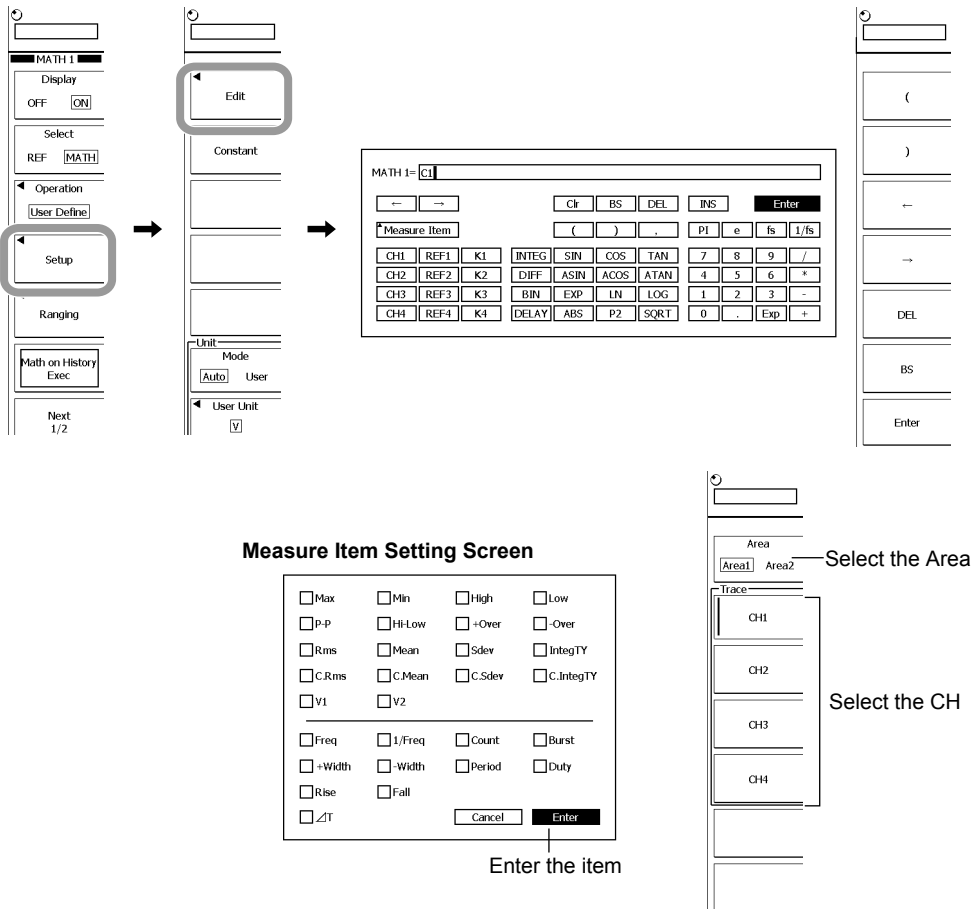 MATH 1
Display
OFF ON
Select
REF MATH
Operation
User Define
Setup
Ranging
Math on History
Exec
Next
1/2
Edit
Constant
Unit
Mode
Auto User
User Unit
V
MATH 1= C1
← → Clr BS DEL INS Enter
Measure Item ( ) , PI e fs 1/fs
CH1 REF1 K1 INTEG SIN COS TAN 7 8 9 /
CH2 REF2 K2 DIFF ASIN ACOS ATAN 4 5 6 *
CH3 REF3 K3 BIN EXP LN LOG 1 2 3 -
CH4 REF4 K4 DELAY ABS P2 SQRT 0 . Exp +
(
)
←
→
DEL
BS
Enter
Measure Item Setting Screen
Max Min High Low
P-P Hi-Low +Over -Over
Rms Mean Sdev IntegTY
C.Rms C.Mean C.Sdev C.IntegTY
V1 V2
Freq 1/Freq Count Burst
+Width -Width Period Duty
Rise Fall
⊿T Cancel Enter
Enter the item
Area
Area1 Area2
Select the Area
Trace
CH1
CH2
CH3
CH4
Select the CH